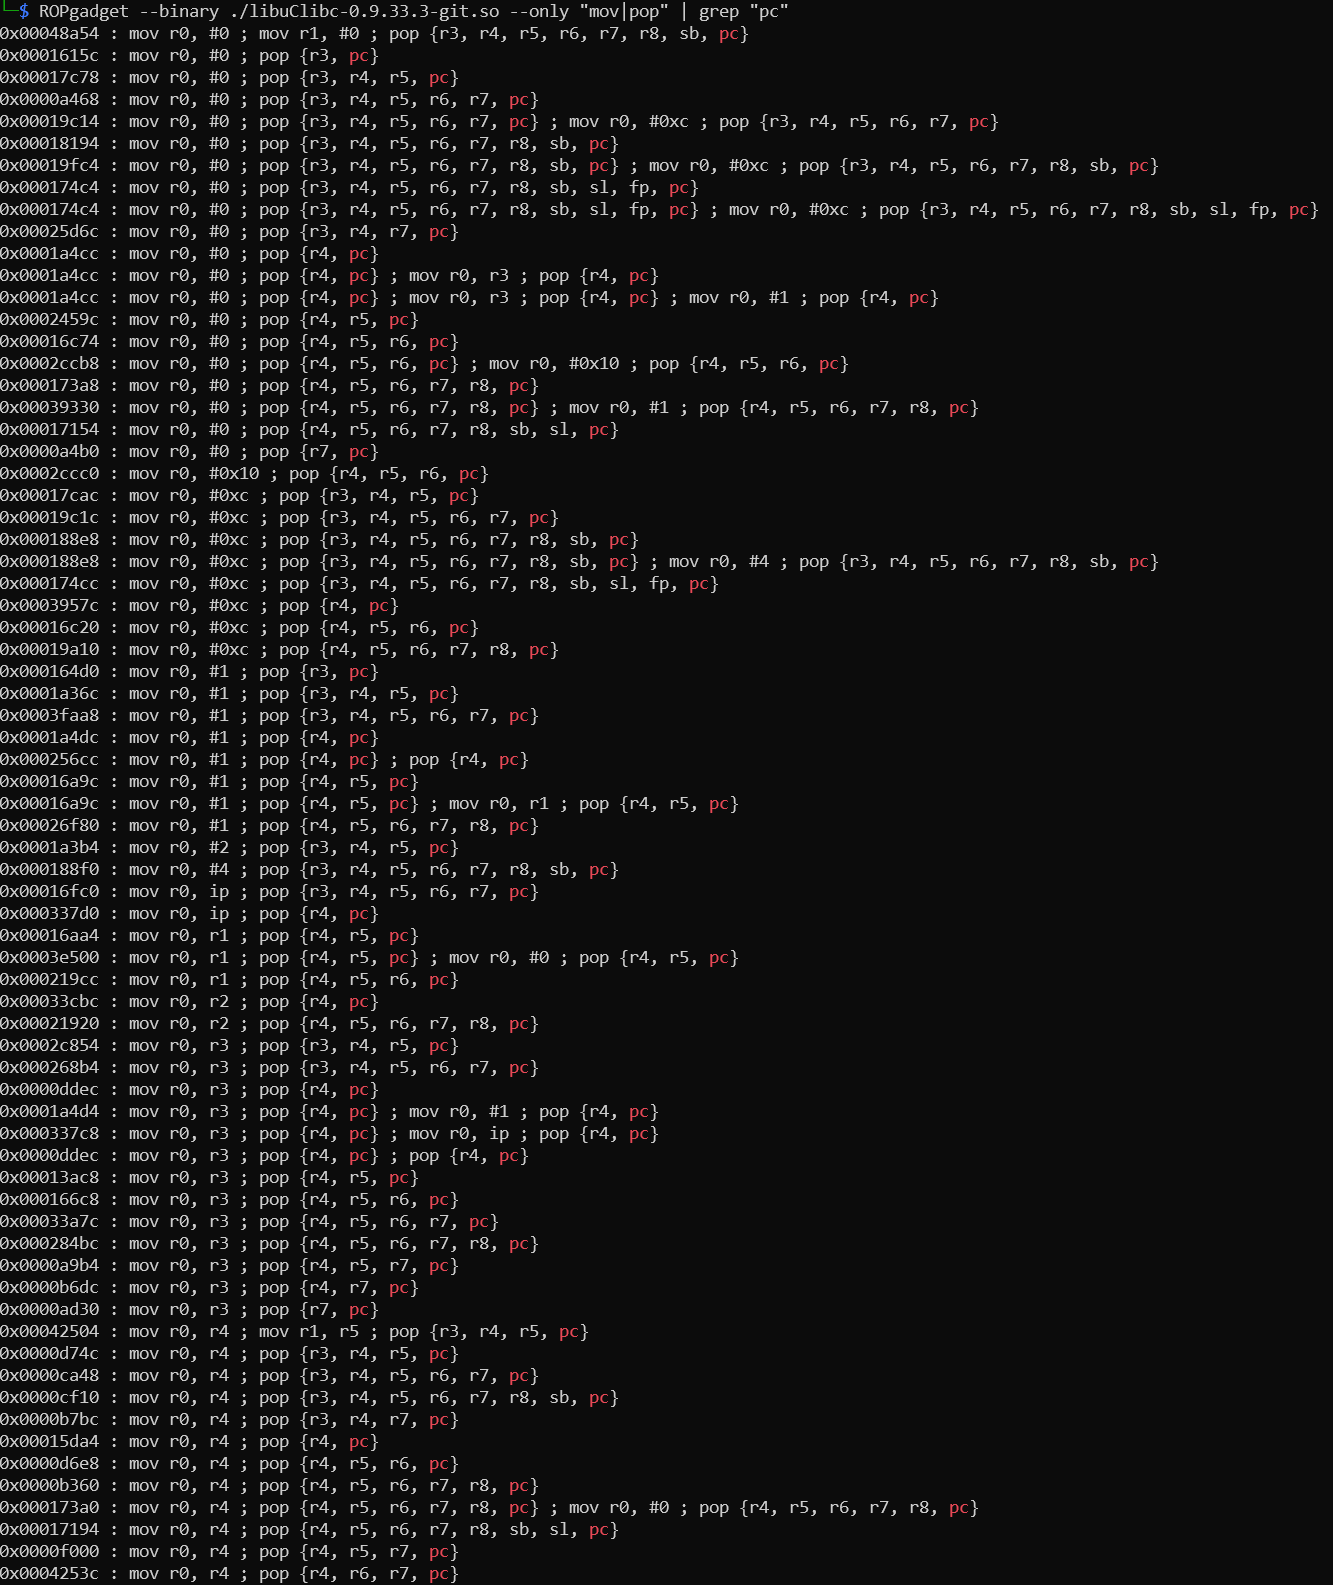 └─$ ROPgadget --binary ./libuClibc-0.9.33.3-git.so --only "mov|pop" | grep "pc"
0x00048a54 : mov r0, #0 ; mov r1, #0 ; pop {r3, r4, r5, r6, r7, r8, sb, pc}
0x0001615c : mov r0, #0 ; pop {r3, pc}
0x00017c78 : mov r0, #0 ; pop {r3, r4, r5, pc}
0x0000a468 : mov r0, #0 ; pop {r3, r4, r5, r6, r7, pc}
0x00019c14 : mov r0, #0 ; pop {r3, r4, r5, r6, r7, pc} ; mov r0, #0xc ; pop {r3, r4, r5, r6, r7, pc}
0x00018194 : mov r0, #0 ; pop {r3, r4, r5, r6, r7, r8, sb, pc}
0x00019fc4 : mov r0, #0 ; pop {r3, r4, r5, r6, r7, r8, sb, pc} ; mov r0, #0xc ; pop {r3, r4, r5, r6, r7, r8, sb, pc}
0x000174c4 : mov r0, #0 ; pop {r3, r4, r5, r6, r7, r8, sb, sl, fp, pc}
0x000174c4 : mov r0, #0 ; pop {r3, r4, r5, r6, r7, r8, sb, sl, fp, pc} ; mov r0, #0xc ; pop {r3, r4, r5, r6, r7, r8, sb, sl, fp, pc}
0x00025d6c : mov r0, #0 ; pop {r3, r4, r7, pc}
0x0001a4cc : mov r0, #0 ; pop {r4, pc}
0x0001a4cc : mov r0, #0 ; pop {r4, pc} ; mov r0, r3 ; pop {r4, pc}
0x0001a4cc : mov r0, #0 ; pop {r4, pc} ; mov r0, r3 ; pop {r4, pc} ; mov r0, #1 ; pop {r4, pc}
0x0002459c : mov r0, #0 ; pop {r4, r5, pc}
0x00016c74 : mov r0, #0 ; pop {r4, r5, r6, pc}
0x0002ccb8 : mov r0, #0 ; pop {r4, r5, r6, pc} ; mov r0, #0x10 ; pop {r4, r5, r6, pc}
0x000173a8 : mov r0, #0 ; pop {r4, r5, r6, r7, r8, pc}
0x00039330 : mov r0, #0 ; pop {r4, r5, r6, r7, r8, pc} ; mov r0, #1 ; pop {r4, r5, r6, r7, r8, pc}
0x00017154 : mov r0, #0 ; pop {r4, r5, r6, r7, r8, sb, sl, pc}
0x0000a4b0 : mov r0, #0 ; pop {r7, pc}
0x0002ccc0 : mov r0, #0x10 ; pop {r4, r5, r6, pc}
0x00017cac : mov r0, #0xc ; pop {r3, r4, r5, pc}
0x00019c1c : mov r0, #0xc ; pop {r3, r4, r5, r6, r7, pc}
0x000188e8 : mov r0, #0xc ; pop {r3, r4, r5, r6, r7, r8, sb, pc}
0x000188e8 : mov r0, #0xc ; pop {r3, r4, r5, r6, r7, r8, sb, pc} ; mov r0, #4 ; pop {r3, r4, r5, r6, r7, r8, sb, pc}
0x000174cc : mov r0, #0xc ; pop {r3, r4, r5, r6, r7, r8, sb, sl, fp, pc}
0x0003957c : mov r0, #0xc ; pop {r4, pc}
0x00016c20 : mov r0, #0xc ; pop {r4, r5, r6, pc}
0x00019a10 : mov r0, #0xc ; pop {r4, r5, r6, r7, r8, pc}
0x000164d0 : mov r0, #1 ; pop {r3, pc}
0x0001a36c : mov r0, #1 ; pop {r3, r4, r5, pc}
0x0003faa8 : mov r0, #1 ; pop {r3, r4, r5, r6, r7, pc}
0x0001a4dc : mov r0, #1 ; pop {r4, pc}
0x000256cc : mov r0, #1 ; pop {r4, pc} ; pop {r4, pc}
0x00016a9c : mov r0, #1 ; pop {r4, r5, pc}
0x00016a9c : mov r0, #1 ; pop {r4, r5, pc} ; mov r0, r1 ; pop {r4, r5, pc}
0x00026f80 : mov r0, #1 ; pop {r4, r5, r6, r7, r8, pc}
0x0001a3b4 : mov r0, #2 ; pop {r3, r4, r5, pc}
0x000188f0 : mov r0, #4 ; pop {r3, r4, r5, r6, r7, r8, sb, pc}
0x00016fc0 : mov r0, ip ; pop {r3, r4, r5, r6, r7, pc}
0x000337d0 : mov r0, ip ; pop {r4, pc}
0x00016aa4 : mov r0, r1 ; pop {r4, r5, pc}
0x0003e500 : mov r0, r1 ; pop {r4, r5, pc} ; mov r0, #0 ; pop {r4, r5, pc}
0x000219cc : mov r0, r1 ; pop {r4, r5, r6, pc}
0x00033cbc : mov r0, r2 ; pop {r4, pc}
0x00021920 : mov r0, r2 ; pop {r4, r5, r6, r7, r8, pc}
0x0002c854 : mov r0, r3 ; pop {r3, r4, r5, pc}
0x000268b4 : mov r0, r3 ; pop {r3, r4, r5, r6, r7, pc}
0x0000ddec : mov r0, r3 ; pop {r4, pc}
0x0001a4d4 : mov r0, r3 ; pop {r4, pc} ; mov r0, #1 ; pop {r4, pc}
0x000337c8 : mov r0, r3 ; pop {r4, pc} ; mov r0, ip ; pop {r4, pc}
0x0000ddec : mov r0, r3 ; pop {r4, pc} ; pop {r4, pc}
0x00013ac8 : mov r0, r3 ; pop {r4, r5, pc}
0x000166c8 : mov r0, r3 ; pop {r4, r5, r6, pc}
0x00033a7c : mov r0, r3 ; pop {r4, r5, r6, r7, pc}
0x000284bc : mov r0, r3 ; pop {r4, r5, r6, r7, r8, pc}
0x0000a9b4 : mov r0, r3 ; pop {r4, r5, r7, pc}
0x0000b6dc : mov r0, r3 ; pop {r4, r7, pc}
0x0000ad30 : mov r0, r3 ; pop {r7, pc}
0x00042504 : mov r0, r4 ; mov r1, r5 ; pop {r3, r4, r5, pc}
0x0000d74c : mov r0, r4 ; pop {r3, r4, r5, pc}
0x0000ca48 : mov r0, r4 ; pop {r3, r4, r5, r6, r7, pc}
0x0000cf10 : mov r0, r4 ; pop {r3, r4, r5, r6, r7, r8, sb, pc}
0x0000b7bc : mov r0, r4 ; pop {r3, r4, r7, pc}
0x00015da4 : mov r0, r4 ; pop {r4, pc}
0x0000d6e8 : mov r0, r4 ; pop {r4, r5, r6, pc}
0x0000b360 : mov r0, r4 ; pop {r4, r5, r6, r7, r8, pc}
0x000173a0 : mov r0, r4 ; pop {r4, r5, r6, r7, r8, pc} ; mov r0, #0 ; pop {r4, r5, r6, r7, r8, pc}
0x00017194 : mov r0, r4 ; pop {r4, r5, r6, r7, r8, sb, sl, pc}
0x0000f000 : mov r0, r4 ; pop {r4, r5, r7, pc}
0x0004253c : mov r0, r4 ; pop {r4, r6, r7, pc}